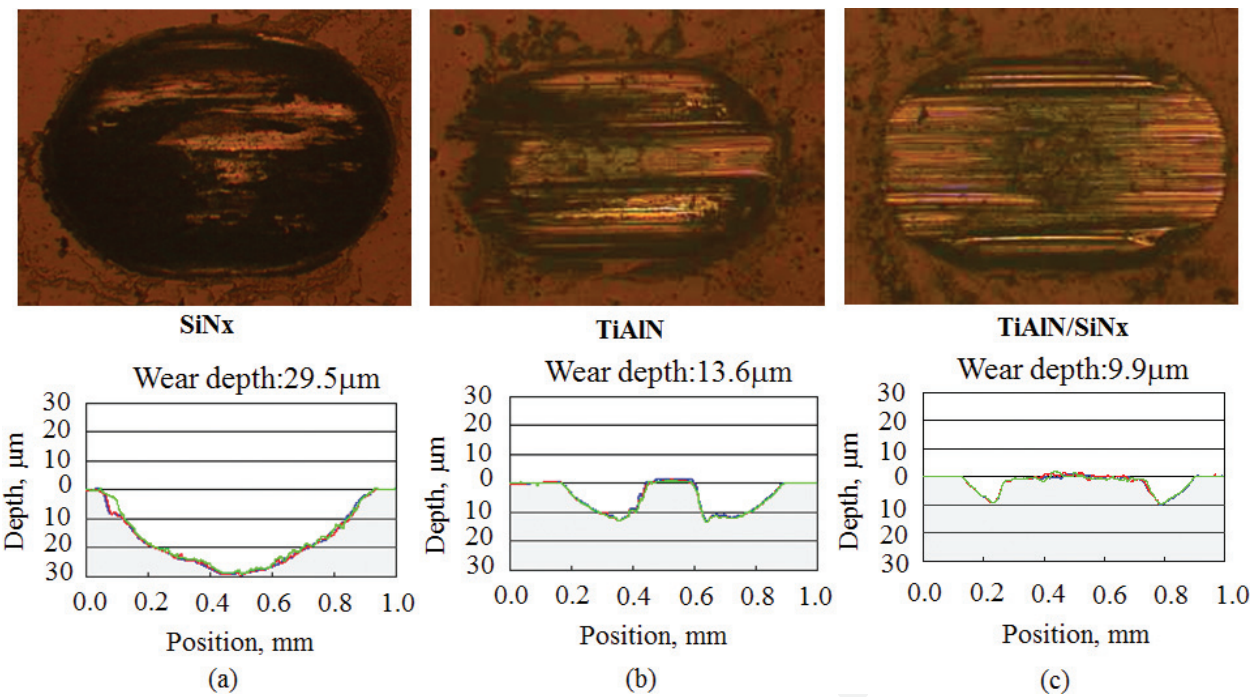 SiNx
TiAlN
TiAlN/SiNx
Wear depth:29.5μm
Wear depth:13.6μm
Wear depth:9.9μm
Depth, μm
30
20
10
0
10
20
30
0.0 0.2 0.4 0.6 0.8 1.0
Position, mm
(a)
Depth, μm
30
20
10
0
10
20
30
0.0 0.2 0.4 0.6 0.8 1.0
Position, mm
(b)
Depth, μm
30
20
10
0
10
20
30
0.0 0.2 0.4 0.6 0.8 1.0
Position, mm
(c)